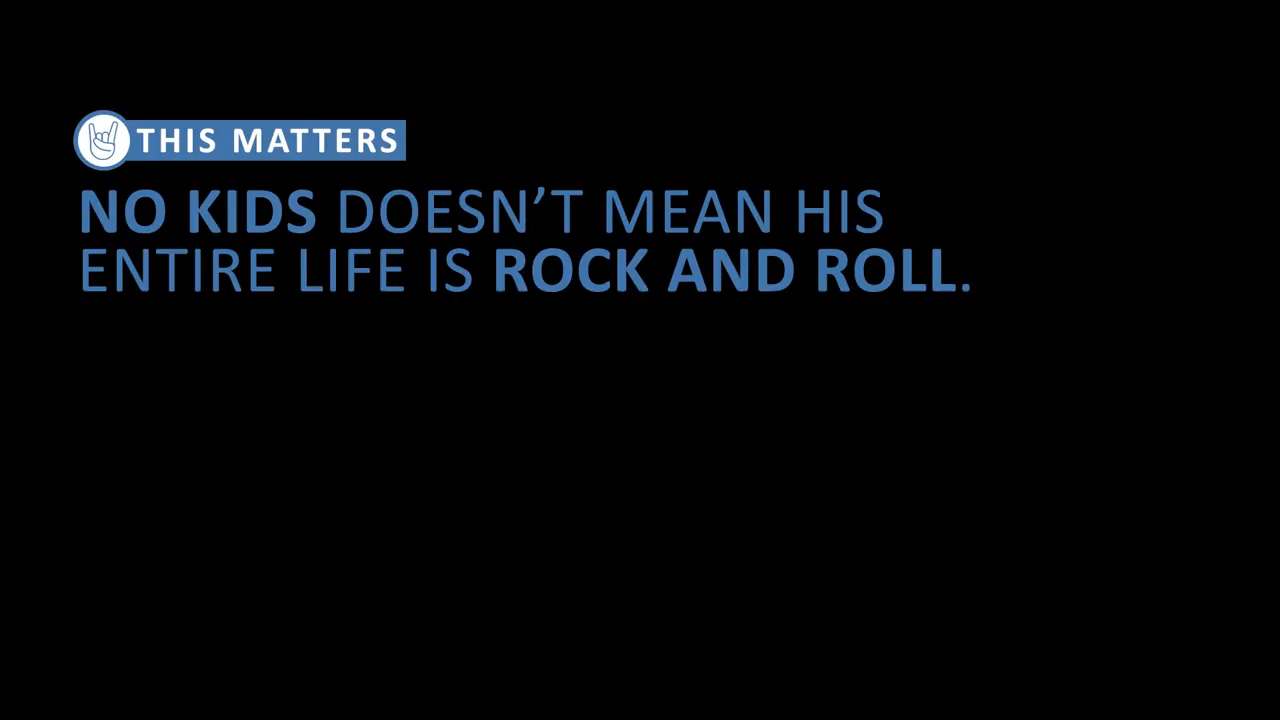 THIS MATTERS
NO KIDS DOESN’T MEAN HIS
ENTIRE LIFE IS ROCK AND ROLL.